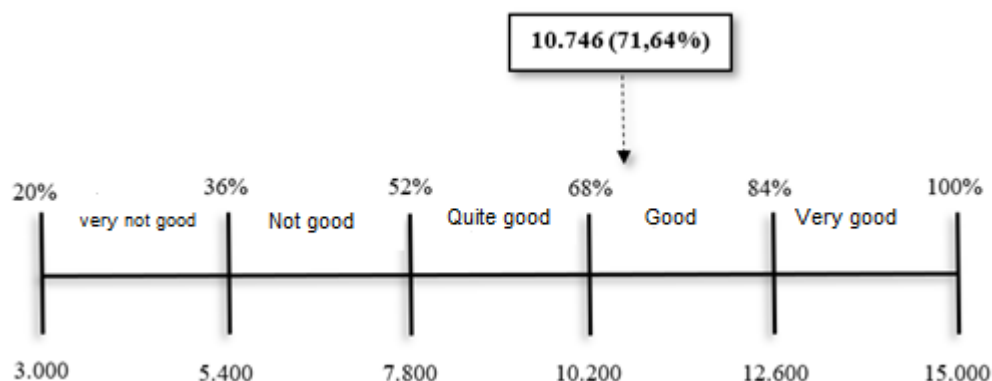 10.746 (71,64%)
20% 36% 52% 68% 84% 100%
very not good Not good Quite good Good Very good
3.000 5.400 7.800 10.200 12.600 15.000